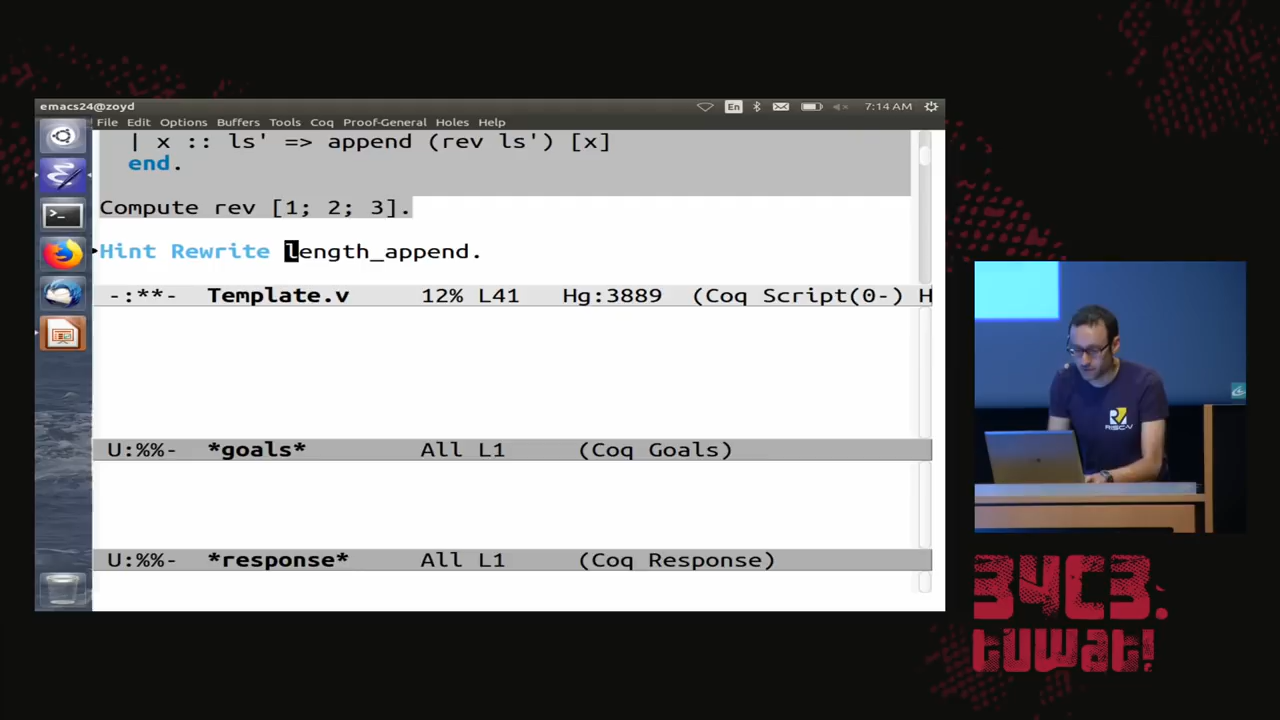 emacs24@zoyd En 7:14 AM
File Edit Options Buffers Tools Coq Proof-General Holes Help
| x :: ls' => append (rev ls') [x]
end.
Compute rev [1; 2; 3].
Hint Rewrite length_append.
-:**- Template.v 12% L41 Hg:3889 (Coq Script(0-) H
U:%%- *goals* All L1 (Coq Goals)
U:%%- *response* All L1 (Coq Response)
RISC-V
34C3.
tuwat!